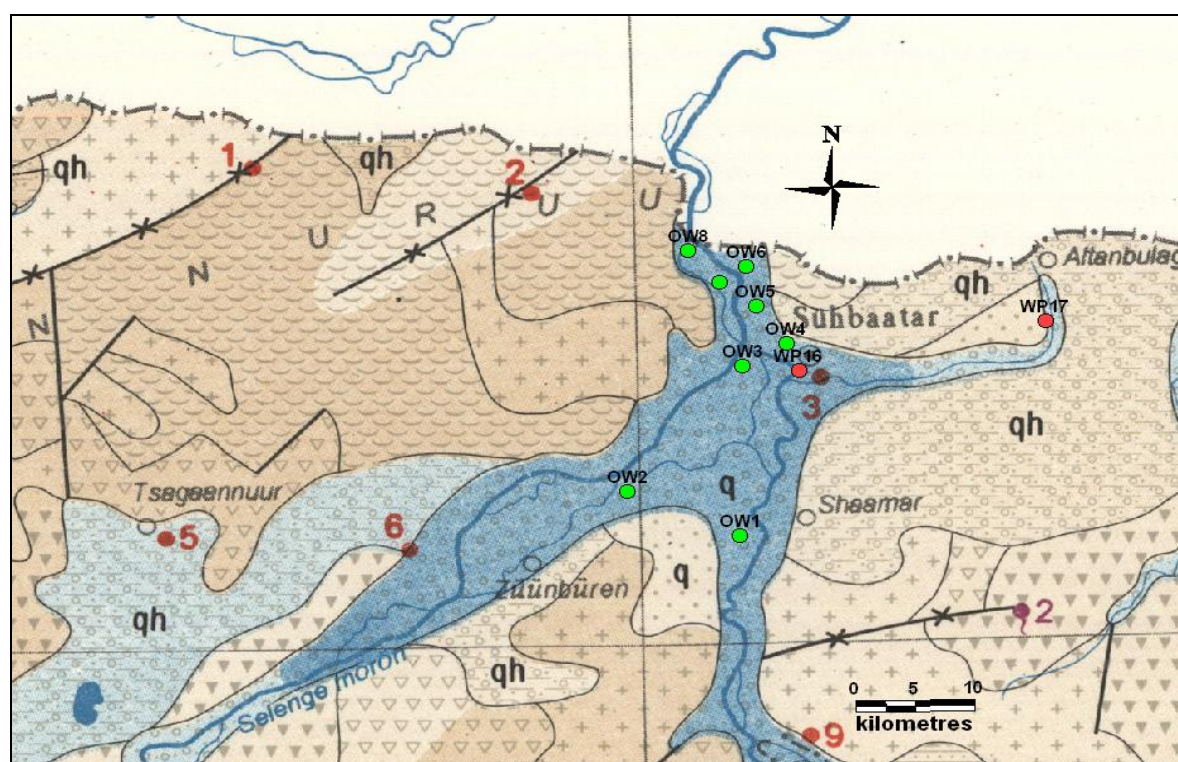 N
qh
1
qh
2
U
R
U
U
N
N
OW8
OW6
OW5
Altanbulag
qh
WP17
Sühbaatar
OW4
OW3
WP16
3
qh
Tsagaannuur
5
6
OW2
q
OW1
Shaamar
Züünbüren
q
qh
qh
Selenge mörön
2
0 5 10
kilometres
9